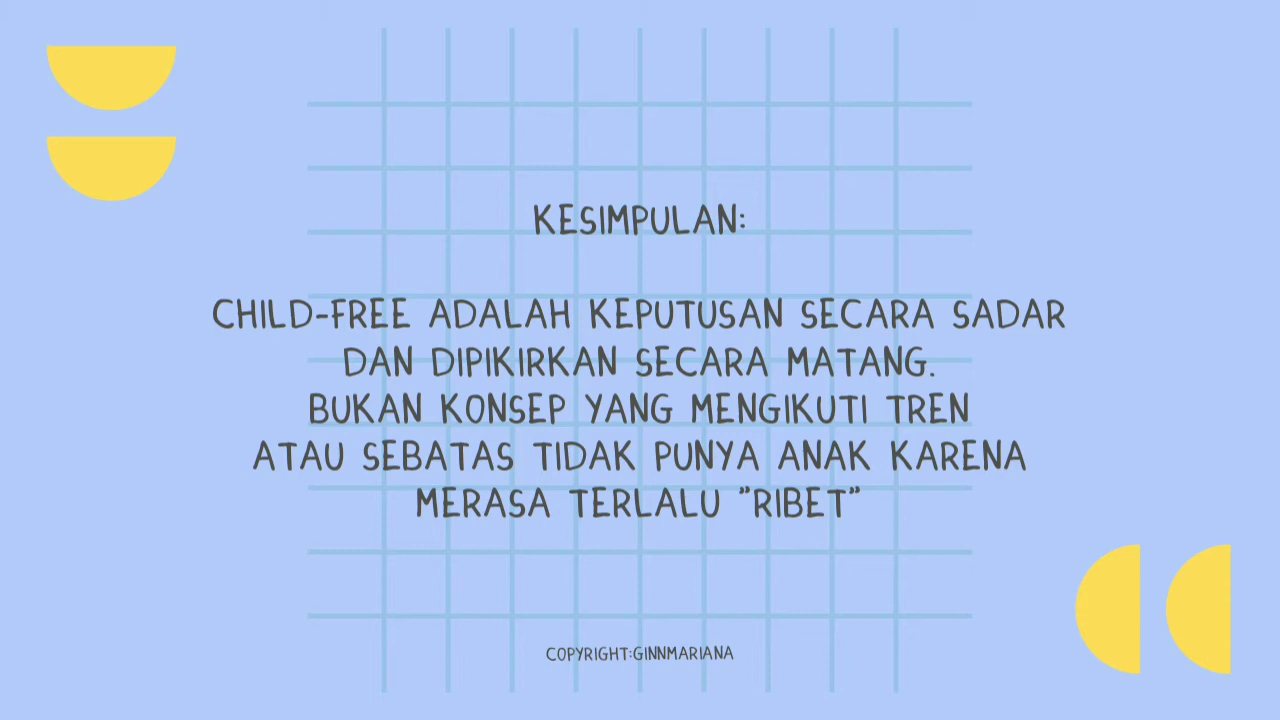 KESIMPULAN:
CHILD-FREE ADALAH KEPUTUSAN SECARA SADAR
DAN DIPIKIRKAN SECARA MATANG.
BUKAN KONSEP YANG MENGIKUTI TREN
ATAU SEBATAS TIDAK PUNYA ANAK KARENA
MERASA TERLALU "RIBET"
COPYRIGHT:GINNMARIANA